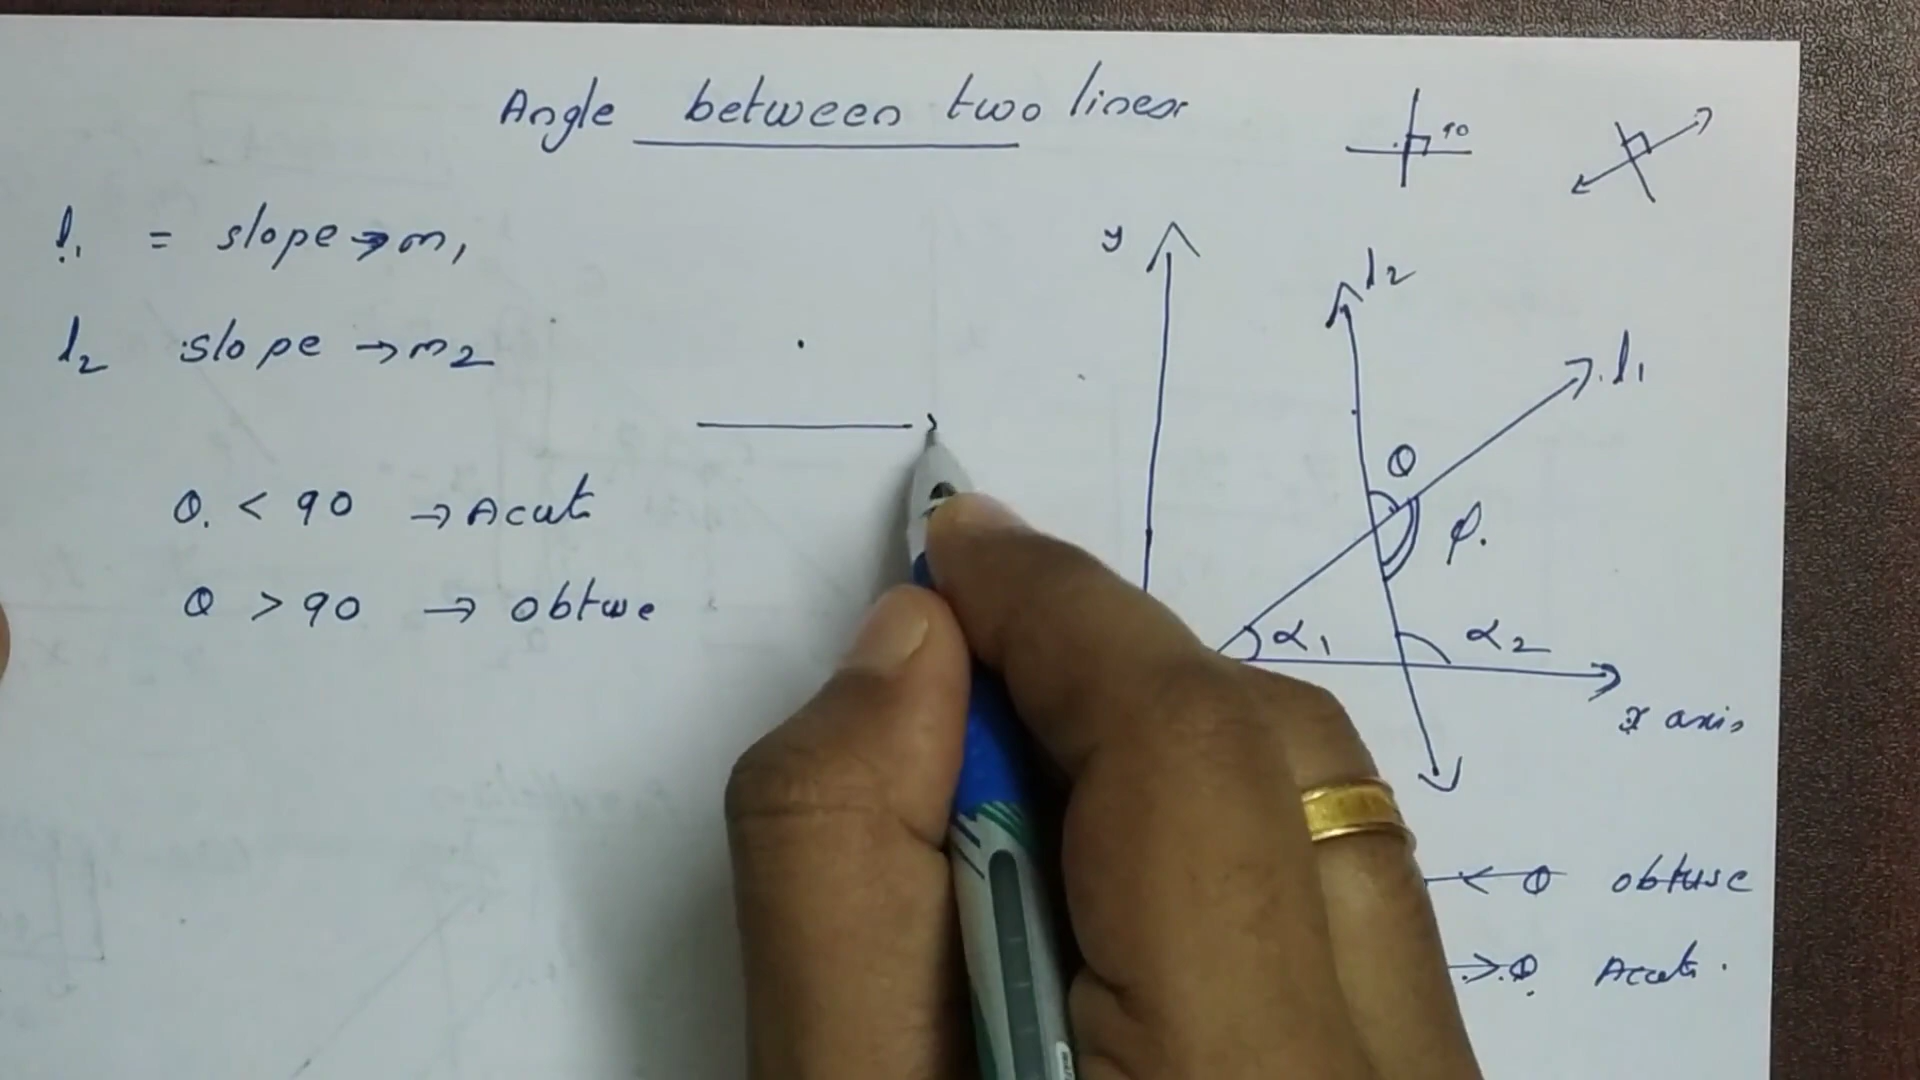 Angle between two lines
90
l1 = slope → m1
l2 slope → m2
θ < 90 → Acute
θ > 90 → obtuse
y
l2
l1
θ
φ.
α1
α2
x axis
← θ obtuse
→ θ Acute.